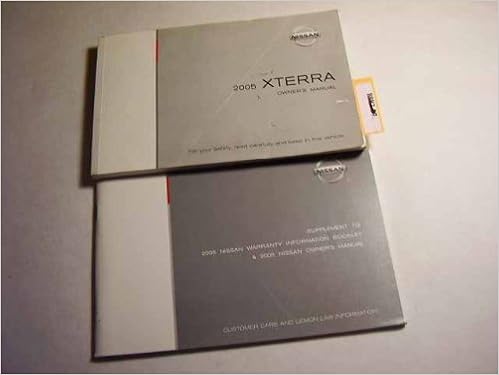 NISSAN
2005 XTERRA
OWNER'S MANUAL
For your safety, read carefully and keep in this vehicle.
NISSAN
SUPPLEMENT TO
2005 NISSAN WARRANTY INFORMATION BOOKLET
& 2005 NISSAN OWNER'S MANUAL
CUSTOMER CARE AND LEMON LAW INFORMATION